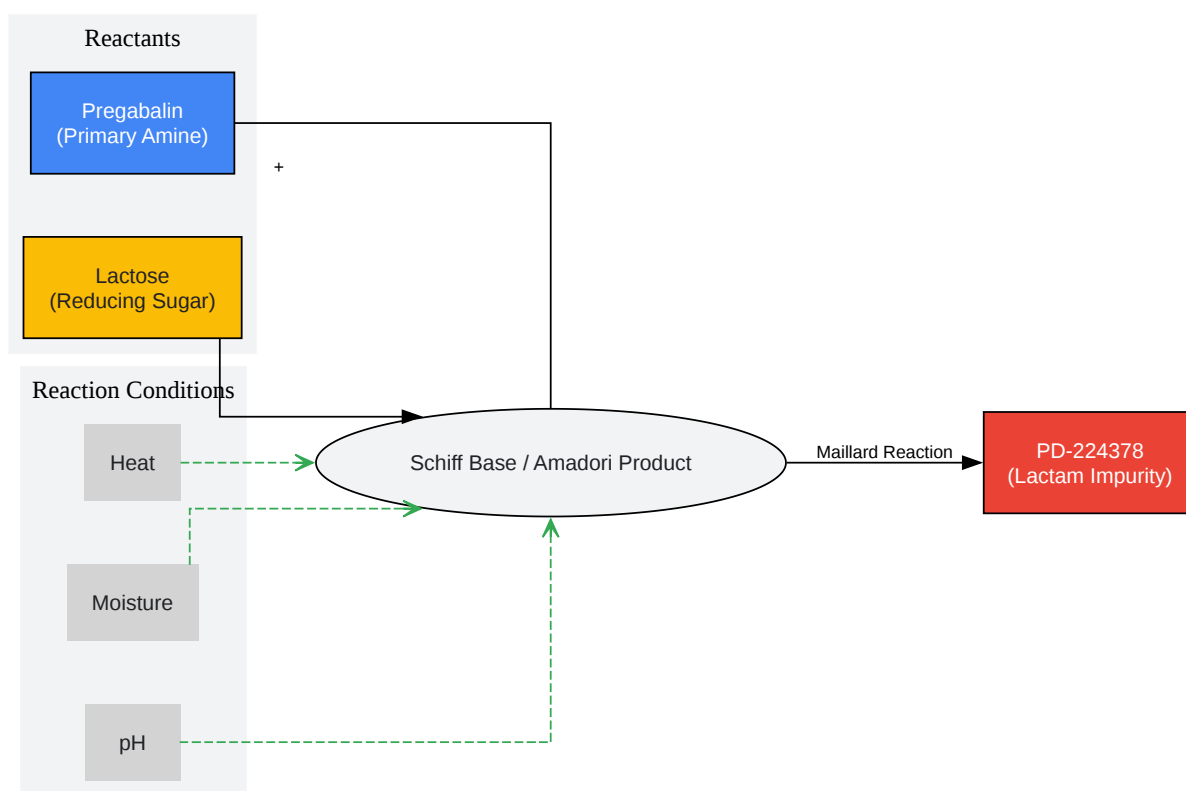 Reactants
Pregabalin
(Primary Amine)
+
Lactose
(Reducing Sugar)
Reaction Conditions
Heat
Schiff Base / Amadori Product
Maillard Reaction
PD-224378
(Lactam Impurity)
Moisture
pH